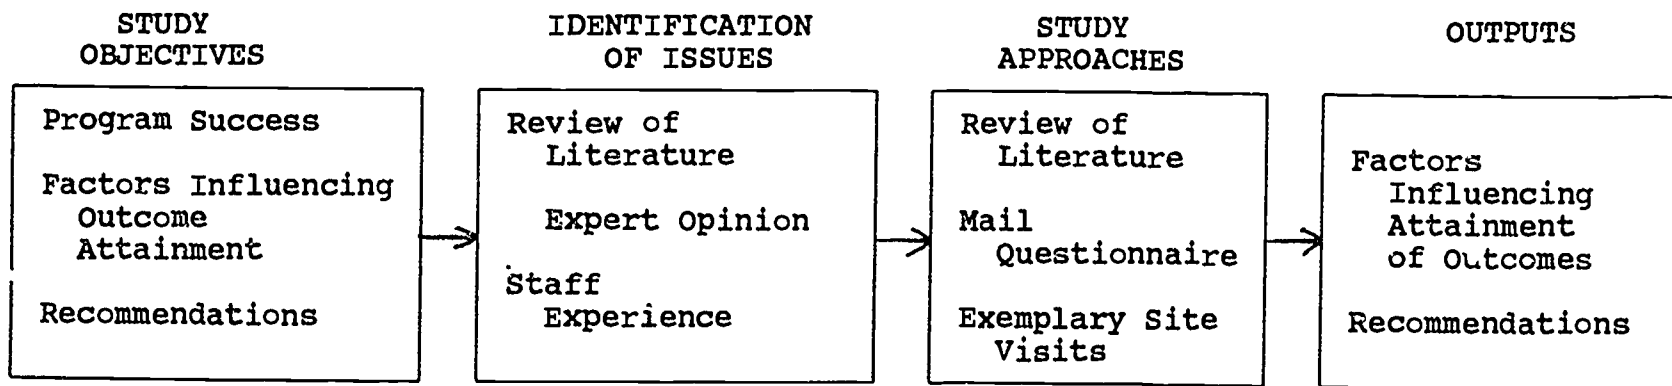 STUDY
OBJECTIVES
Program Success
Factors Influencing
Outcome
Attainment
Recommendations
IDENTIFICATION
OF ISSUES
Review of
Literature
Expert Opinion
Staff
Experience
STUDY
APPROACHES
Review of
Literature
Mail
Questionnaire
Exemplary Site
Visits
OUTPUTS
Factors
Influencing
Attainment
of Outcomes
Recommendations